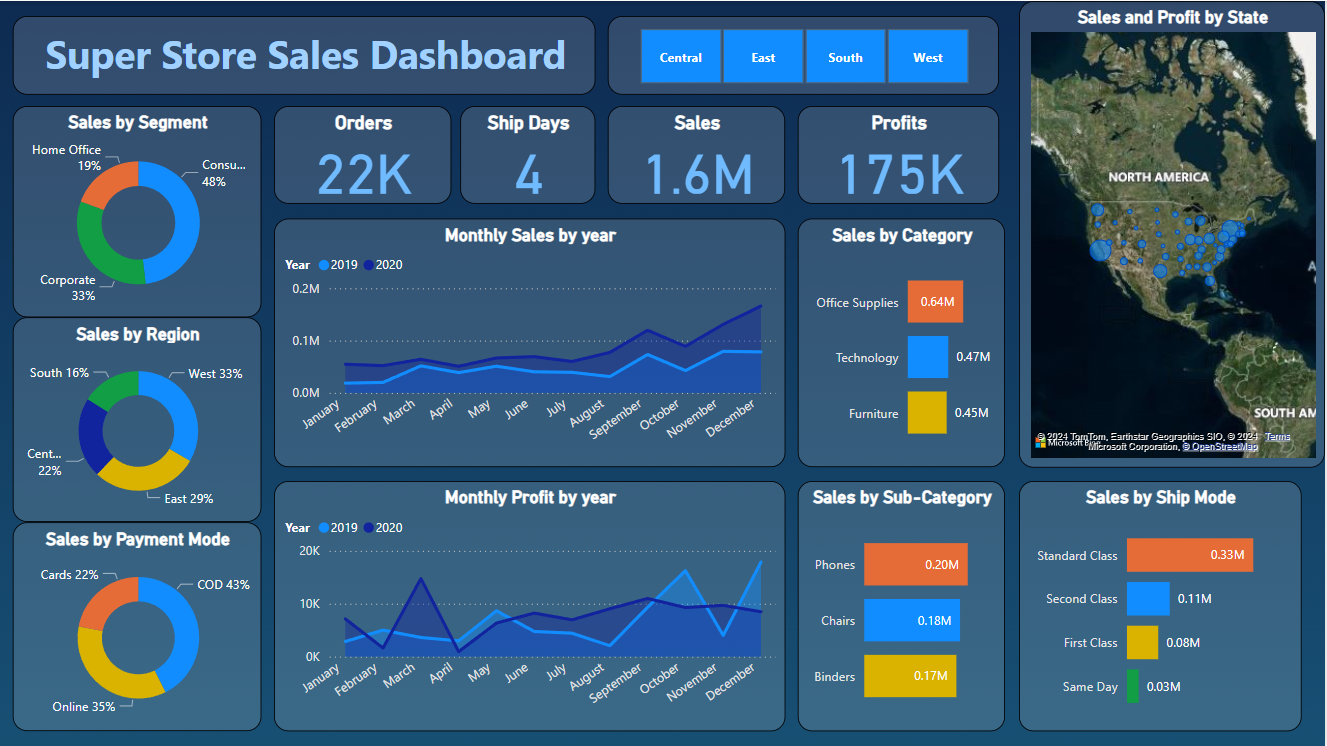 Super Store Sales Dashboard
Central
East
South
West
Sales and Profit by State
NORTH AMERICA
SOUTH AM
A
© 2024 TomTom, Earthstar Geographics SIO, © 2024
Microsoft Corporation, © OpenStreetMap
Terms
Sales by Segment
Home Office
19%
Consu...
48%
Corporate
33%
Orders
22K
Ship Days
4
Sales
1.6M
Profits
175K
Monthly Sales by year
Year 2019 2020
0.2M
0.1M
0.0M
January
February
March
April
May
June
July
August
September
October
November
December
Sales by Category
Office Supplies 0.64M
Technology 0.47M
Furniture 0.45M
Sales by Region
South 16%
West 33%
Cent...
22%
East 29%
Sales by Payment Mode
Cards 22%
COD 43%
Online 35%
Monthly Profit by year
Year 2019 2020
20K
10K
0K
January
February
March
April
May
June
July
August
September
October
November
December
Sales by Sub-Category
Phones 0.20M
Chairs 0.18M
Binders 0.17M
Sales by Ship Mode
Standard Class 0.33M
Second Class 0.11M
First Class 0.08M
Same Day 0.03M